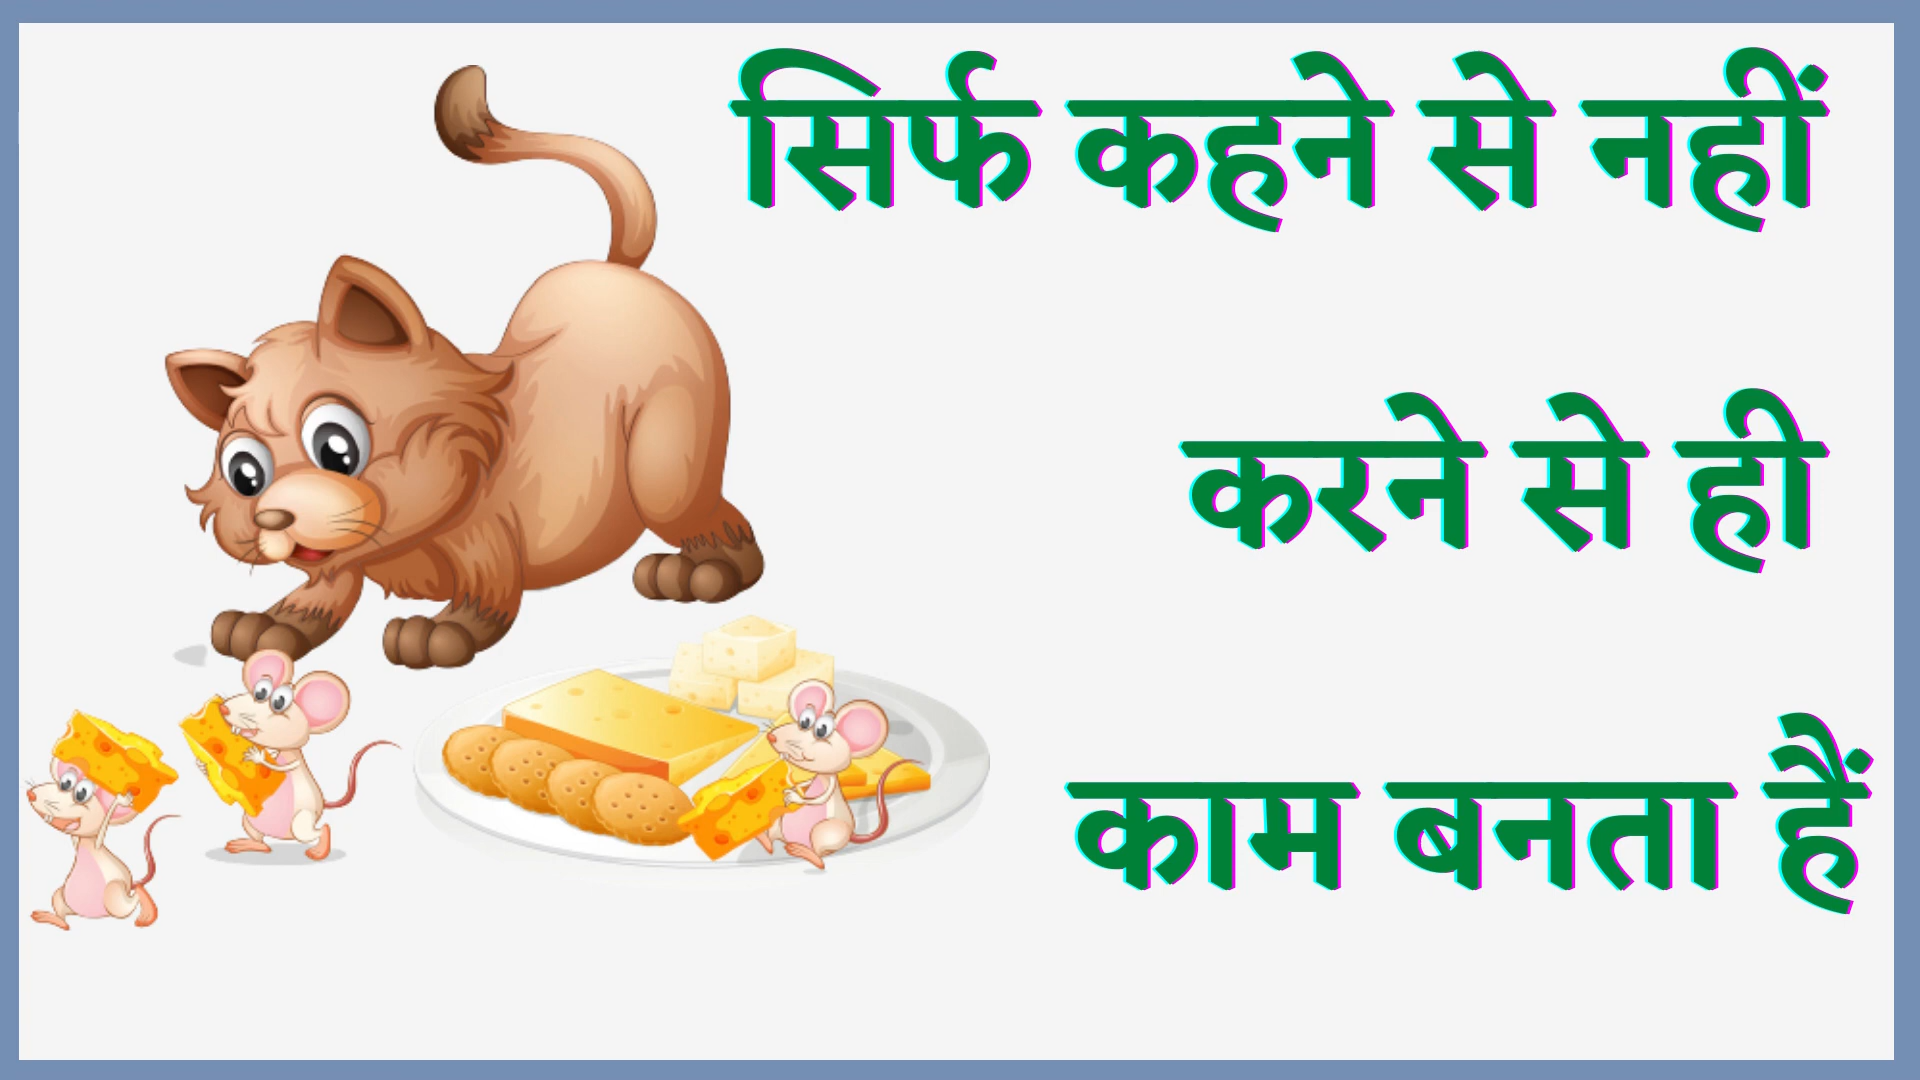 सिर्फ कहने से नहीं
करने से ही
काम बनता हैं